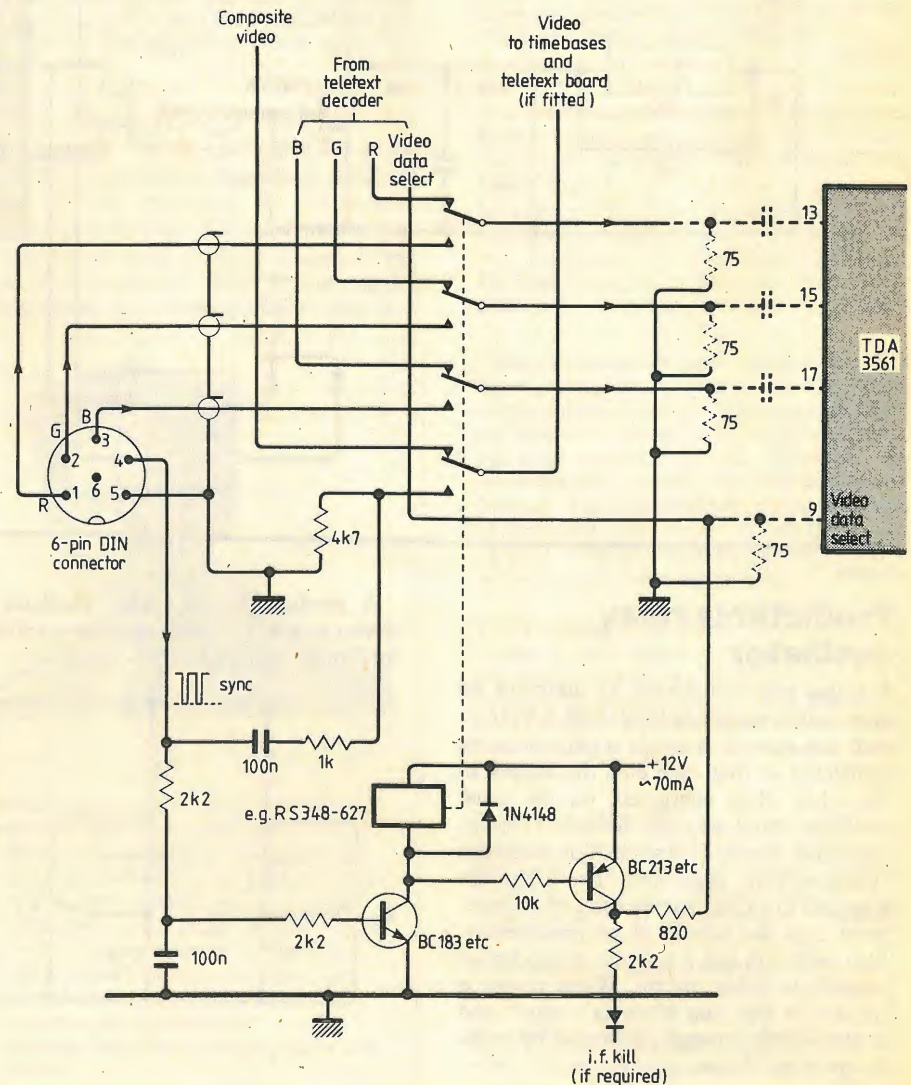 Composite
video
From
teletext
decoder
Video
to timebases
and
teletext board
(if fitted)
B G R Video
data
select
13
75
15
75
TDA
3561
17
75
B
G
3
2 4
6
1 5
R
6-pin DIN
connector
4k7
9 Video
data
select
75
sync
100n 1k
2k2
+12V
~70mA
e.g. RS348-627
1N4148
10k
BC213 etc
2k2
BC183 etc
820
100n
2k2
i.f. kill
(if required)